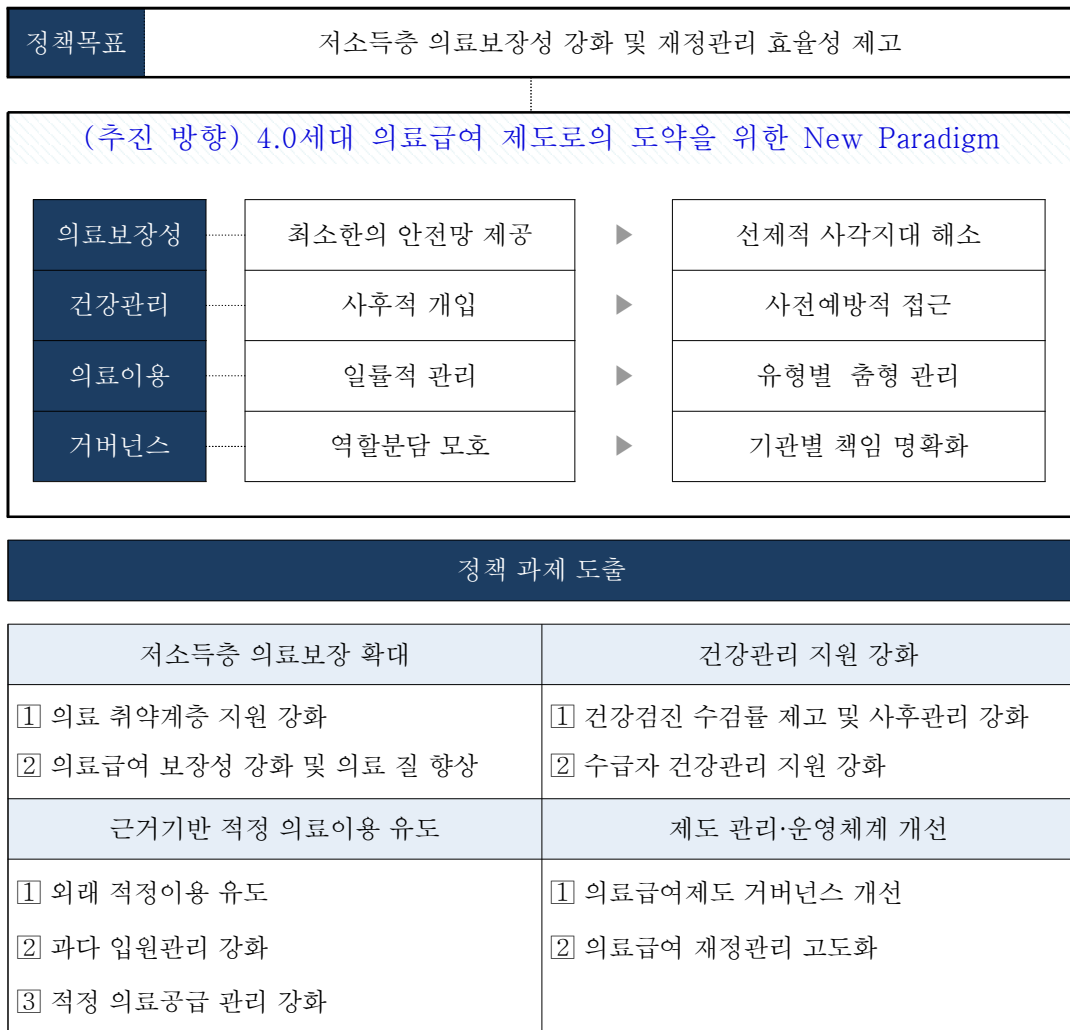 정책목표 저소득층 의료보장성 강화 및 재정관리 효율성 제고
(추진 방향) 4.0세대 의료급여 제도로의 도약을 위한 New Paradigm
의료보장성 최소한의 안전망 제공 ▶ 선제적 사각지대 해소
건강관리 사후적 개입 ▶ 사전예방적 접근
의료이용 일률적 관리 ▶ 유형별 춤형 관리
거버넌스 역할분담 모호 ▶ 기관별 책임 명확화
정책 과제 도출
저소득층 의료보장 확대
1 의료 취약계층 지원 강화
2 의료급여 보장성 강화 및 의료 질 향상
건강관리 지원 강화
1 건강검진 수검률 제고 및 사후관리 강화
2 수급자 건강관리 지원 강화
근거기반 적정 의료이용 유도
1 외래 적정이용 유도
2 과다 입원관리 강화
3 적정 의료공급 관리 강화
제도 관리·운영체계 개선
1 의료급여제도 거버넌스 개선
2 의료급여 재정관리 고도화